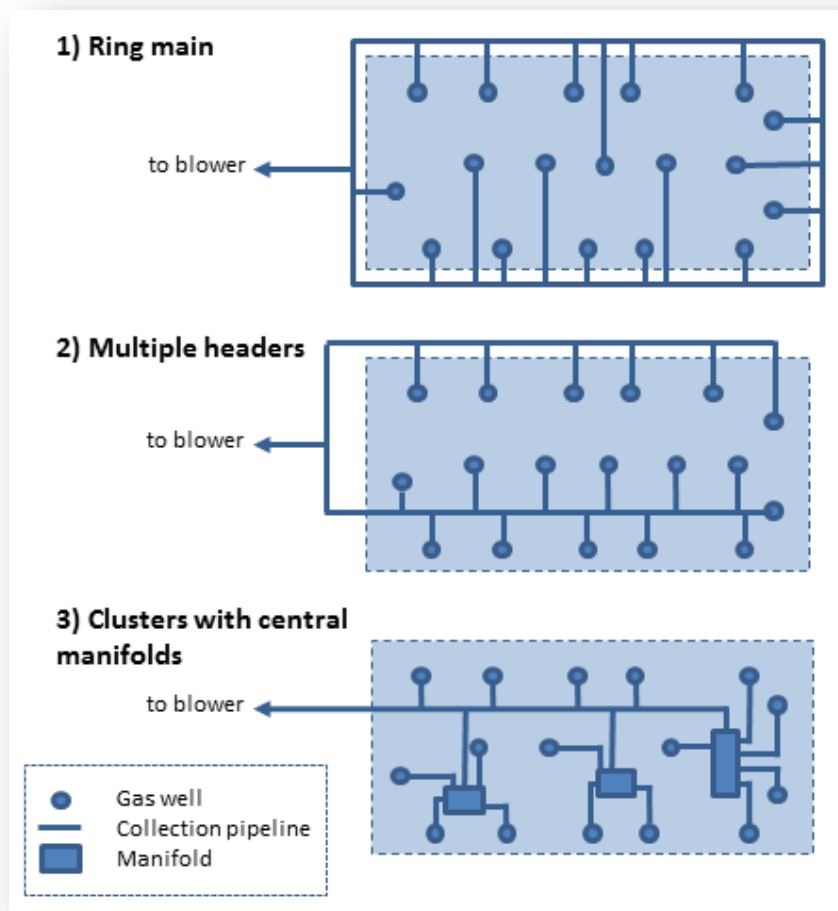 1) Ring main
to blower
2) Multiple headers
to blower
3) Clusters with central
manifolds
to blower
Gas well
Collection pipeline
Manifold